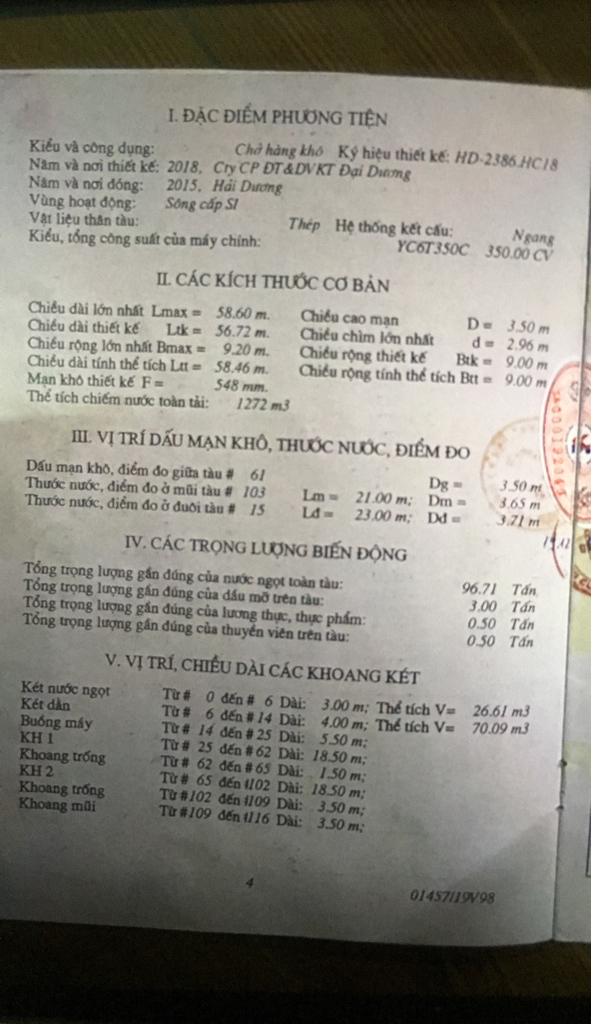 I. ĐẶC ĐIỂM PHƯƠNG TIỆN
Kiểu và công dụng: Chở hàng khô Ký hiệu thiết kế: HD-2386.HC18
Năm và nơi thiết kế: 2018, Cty CP ĐT&DVKT Đại Dương
Năm và nơi đóng: 2015, Hải Dương
Vùng hoạt động: Sông cấp SI
Vật liệu thân tàu: Thép Hệ thống kết cấu: Ngang
Kiểu, tổng công suất của máy chính: YC6T350C 350.00 CV
II. CÁC KÍCH THƯỚC CƠ BẢN
Chiều dài lớn nhất Lmax = 58.60 m. Chiều cao mạn D = 3.50 m
Chiều dài thiết kế Ltk = 56.72 m. Chiều chìm lớn nhất d = 2.96 m
Chiều rộng lớn nhất Bmax = 9.20 m. Chiều rộng thiết kế Btk = 9.00 m
Chiều dài tính thể tích Ltt = 58.46 m. Chiều rộng tính thể tích Btt = 9.00 m
Mạn khô thiết kế F = 548 mm.
Thể tích chiếm nước toàn tải: 1272 m3
III. VỊ TRÍ DẤU MẠN KHÔ, THƯỚC NƯỚC, ĐIỂM ĐO
Dấu mạn khô, điểm đo giữa tàu # 61 Dg = 3.50 m
Thước nước, điểm đo ở mũi tàu # 103 Lm = 21.00 m; Dm = 3.65 m
Thước nước, điểm đo ở đuôi tàu # 15 Lđ = 23.00 m; Dđ = 3.71 m
IV. CÁC TRỌNG LƯỢNG BIẾN ĐỘNG
Tổng trọng lượng gần đúng của nước ngọt toàn tàu: 96.71 Tấn
Tổng trọng lượng gần đúng của dầu mỡ trên tàu: 3.00 Tấn
Tổng trọng lượng gần đúng của lương thực, thực phẩm: 0.50 Tấn
Tổng trọng lượng gần đúng của thuyền viên trên tàu: 0.50 Tấn
V. VỊ TRÍ, CHIỀU DÀI CÁC KHOANG KÉT
Két nước ngọt Từ # 0 đến # 6 Dài: 3.00 m; Thể tích V= 26.61 m3
Két dằn Từ # 6 đến # 14 Dài: 4.00 m; Thể tích V= 70.09 m3
Buồng máy Từ # 14 đến # 25 Dài: 5.50 m;
KH 1 Từ # 25 đến # 62 Dài: 18.50 m;
Khoang trống Từ # 62 đến # 65 Dài: 1.50 m;
KH 2 Từ # 65 đến #102 Dài: 18.50 m;
Khoang trống Từ #102 đến #109 Dài: 3.50 m;
Khoang mũi Từ #109 đến #116 Dài: 3.50 m;
4
01457/19V98